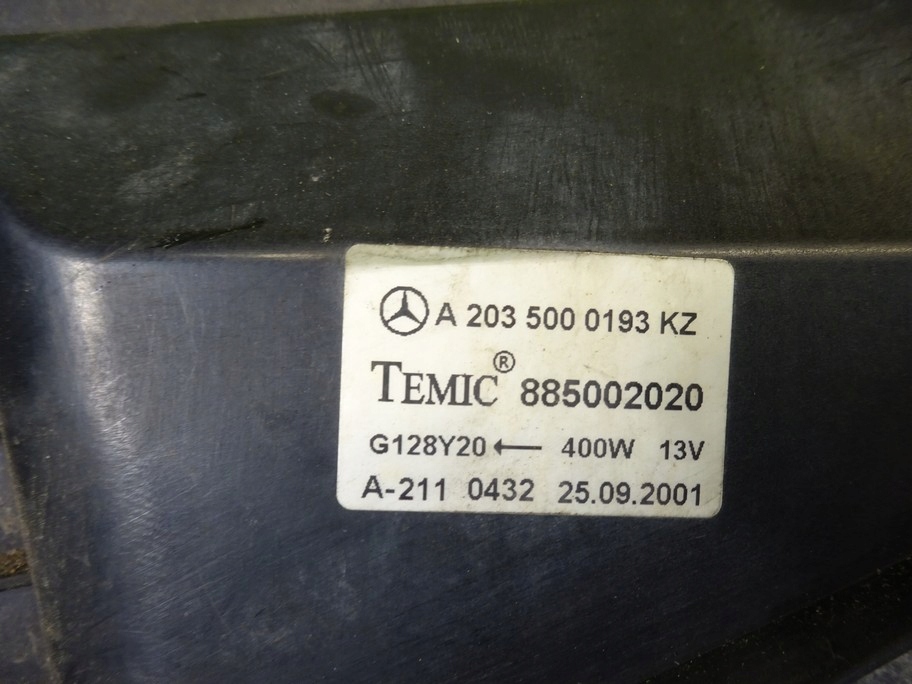 A 203 500 0193 KZ
TEMIC® 885002020
G128Y20 ← 400W 13V
A-211 0432 25.09.2001